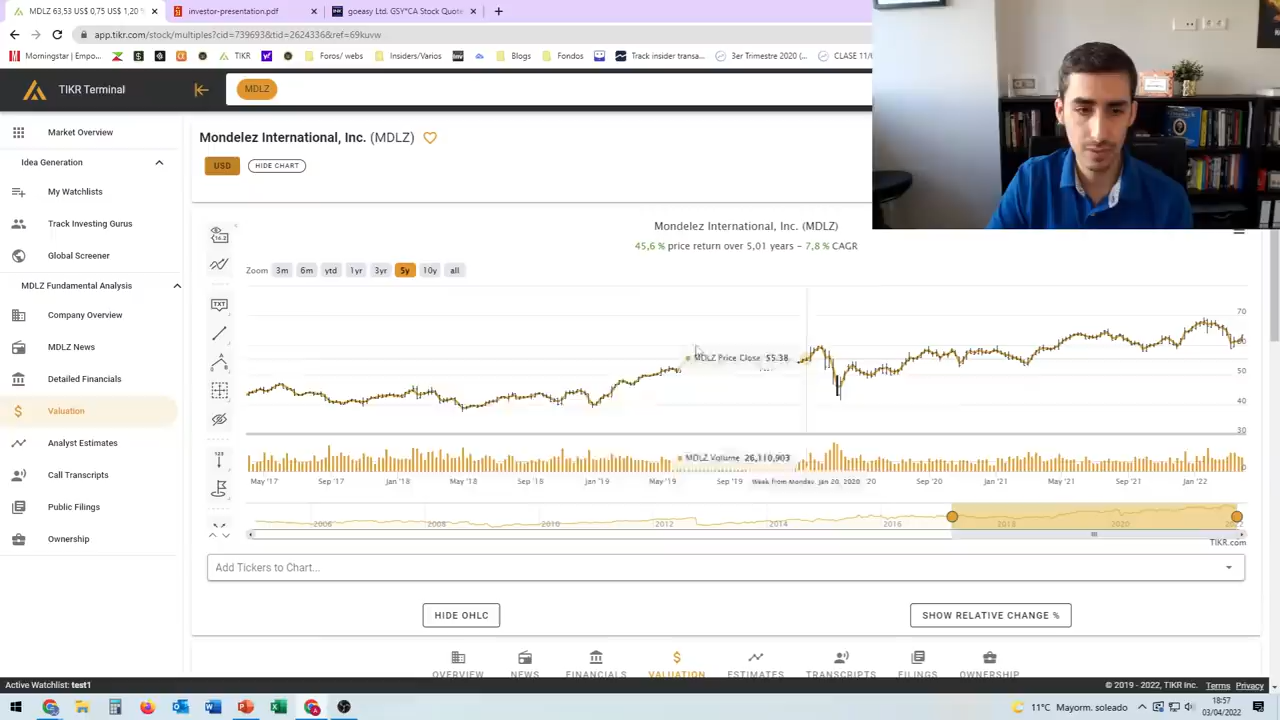 MDLZ 63,53 US$ 0,75 US$ 1,20 %
investor-presentation.pdf
goeasy Ltd. GSY*CA Stock Quote
app.tikr.com/stock/multiples?cid=739693&tid=2624336&ref=69kuvw
Morningstar | Empo... TIKR Foros/ webs Insiders/Varios Blogs Fondos Track insider transa... 3er Trimestre 2020 (... CLASE 11/
TIKR Terminal
MDLZ
Market Overview
Idea Generation
My Watchlists
Track Investing Gurus
Global Screener
MDLZ Fundamental Analysis
Company Overview
MDLZ News
Detailed Financials
Valuation
Analyst Estimates
Call Transcripts
Public Filings
Ownership
Mondelez International, Inc. (MDLZ)
USD HIDE CHART
Mondelez International, Inc. (MDLZ)
45,6 % price return over 5,01 years - 7,8 % CAGR
Zoom 3m 6m ytd 1yr 3yr 5y 10y all
16.2
TXT
123
70
60
50
40
30
0
MDLZ Price Close: 55.38
MDLZ Volume 26,110,903
May '17 Sep '17 Jan '18 May '18 Sep '18 Jan '19 May '19 Sep '19 Week from Monday, Jan 20, 2020 '20 Sep '20 Jan '21 May '21 Sep '21 Jan '22
2006 2008 2010 2012 2014 2016 2018 2020
TIKR.com
Add Tickers to Chart...
HIDE OHLC
SHOW RELATIVE CHANGE %
OVERVIEW NEWS FINANCIALS VALUATION ESTIMATES TRANSCRIPTS FILINGS OWNERSHIP
Active Watchlist: test1
© 2019 - 2022, TIKR Inc. Terms Privacy
11°C Mayorm. soleado
18:57
03/04/2022